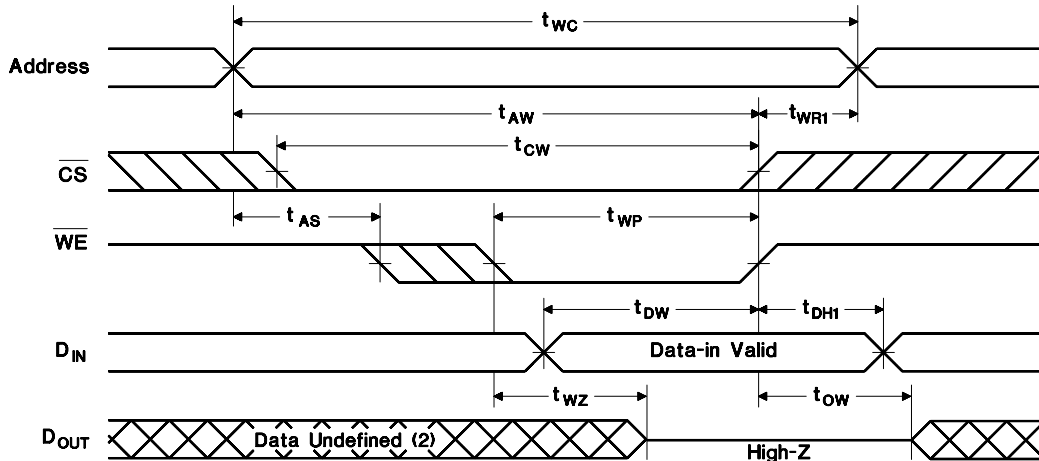 tWC
Address
tAW
tWR1
tCW
CS
tAS
tWP
WE
tDW
tDH1
DIN
Data-in Valid
tWZ
tOW
DOUT
Data Undefined (2)
High-Z